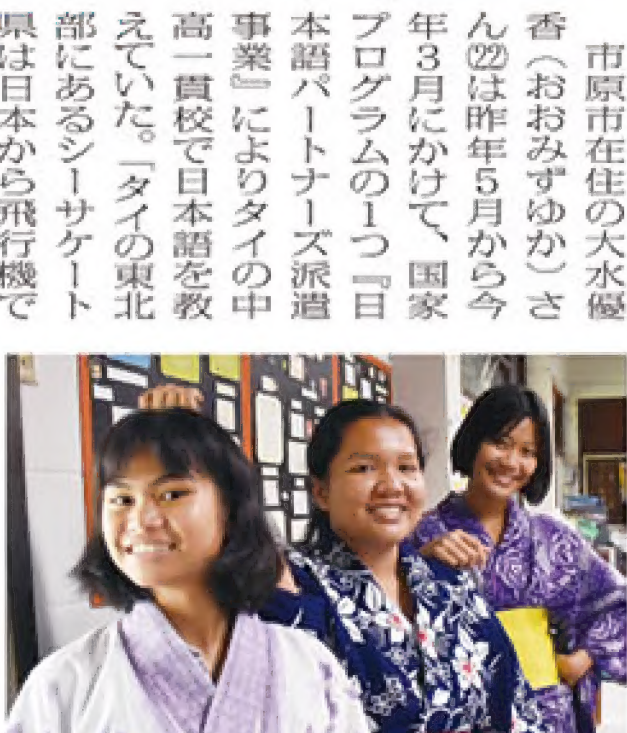 市原市在住の大水優
香（おおみずゆか）さ
ん㉒は昨年５月から今
年３月にかけて、国家
プログラムの１つ『日
本語パートナーズ派遣
事業』によりタイの中
高一貫校で日本語を教
えていた。「タイの東北
部にあるシーサケート
県は日本から飛行機で